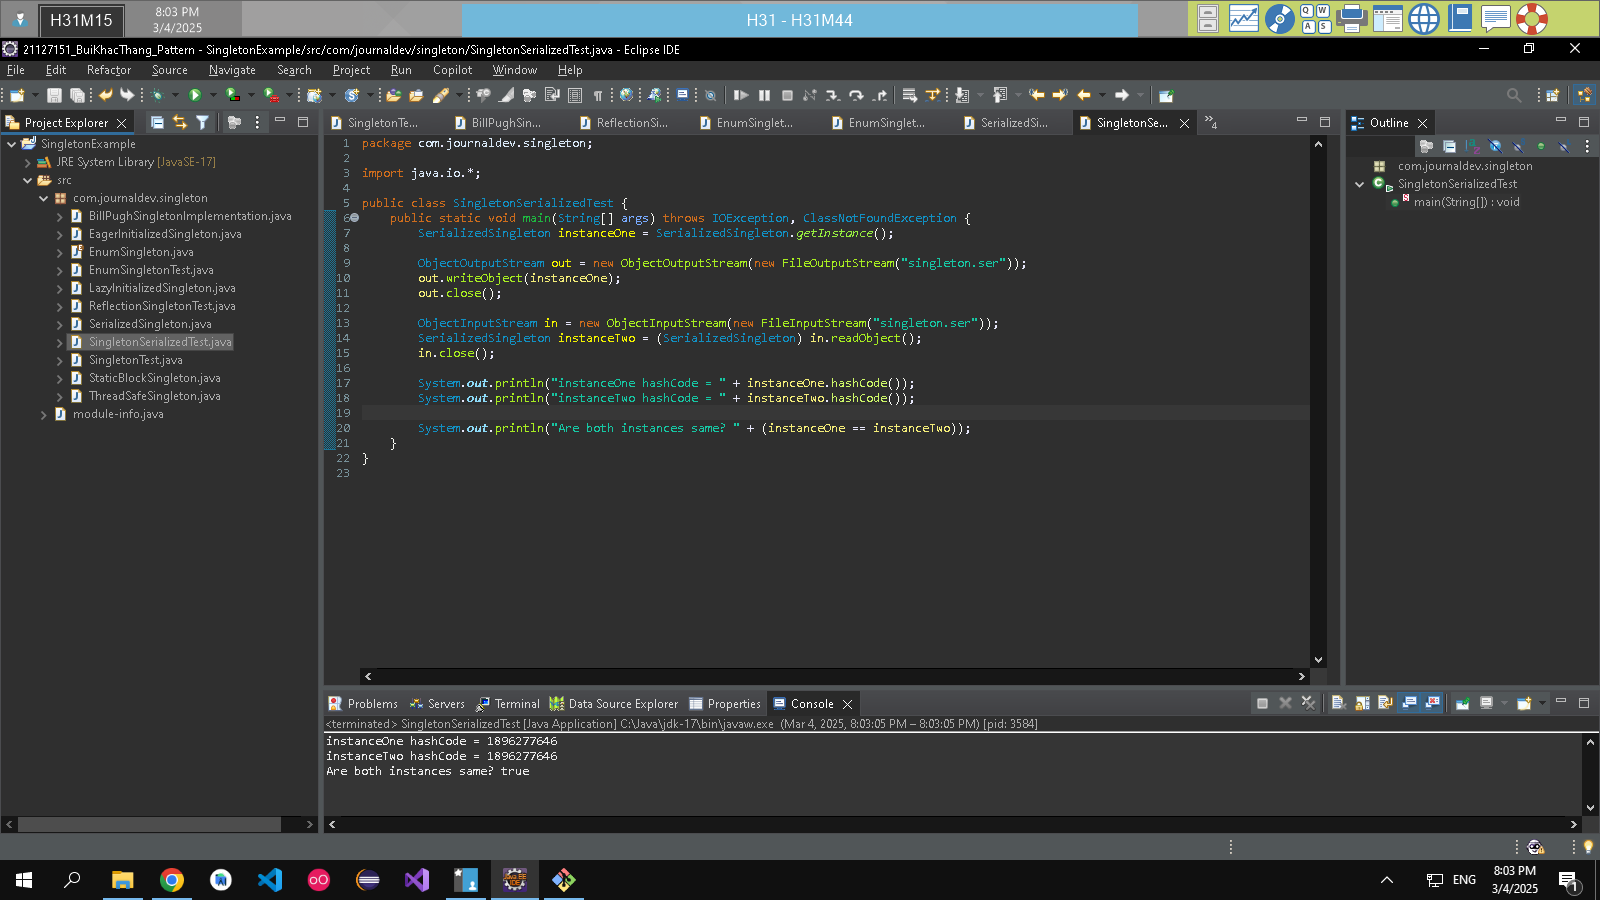 H31M15
8:03 PM
3/4/2025
H31 - H31M44
21127151_BuiKhacThang_Pattern - SingletonExample/src/com/journaldev/singleton/SingletonSerializedTest.java - Eclipse IDE
File Edit Refactor Source Navigate Search Project Run Copilot Window Help
Project Explorer
SingletonTe... BillPughSin... ReflectionSi... EnumSinglet... EnumSinglet... SerializedSi... SingletonSe... 4
Outline
SingletonExample
JRE System Library [JavaSE-17]
src
com.journaldev.singleton
BillPughSingletonImplementation.java
EagerInitializedSingleton.java
EnumSingleton.java
EnumSingletonTest.java
LazyInitializedSingleton.java
ReflectionSingletonTest.java
SerializedSingleton.java
SingletonSerializedTest.java
SingletonTest.java
StaticBlockSingleton.java
ThreadSafeSingleton.java
module-info.java
1 package com.journaldev.singleton;
2
3 import java.io.*;
4
5 public class SingletonSerializedTest {
6 public static void main(String[] args) throws IOException, ClassNotFoundException {
7 SerializedSingleton instanceOne = SerializedSingleton.getInstance();
8
9 ObjectOutputStream out = new ObjectOutputStream(new FileOutputStream("singleton.ser"));
10 out.writeObject(instanceOne);
11 out.close();
12
13 ObjectInputStream in = new ObjectInputStream(new FileInputStream("singleton.ser"));
14 SerializedSingleton instanceTwo = (SerializedSingleton) in.readObject();
15 in.close();
16
17 System.out.println("instanceOne hashCode = " + instanceOne.hashCode());
18 System.out.println("instanceTwo hashCode = " + instanceTwo.hashCode());
19
20 System.out.println("Are both instances same? " + (instanceOne == instanceTwo));
21 }
22 }
23
com.journaldev.singleton
SingletonSerializedTest
main(String[]) : void
Problems Servers Terminal Data Source Explorer Properties Console
<terminated> SingletonSerializedTest [Java Application] C:\Java\jdk-17\bin\javaw.exe (Mar 4, 2025, 8:03:05 PM – 8:03:05 PM) [pid: 3584]
instanceOne hashCode = 1896277646
instanceTwo hashCode = 1896277646
Are both instances same? true
ENG
8:03 PM
3/4/2025
1